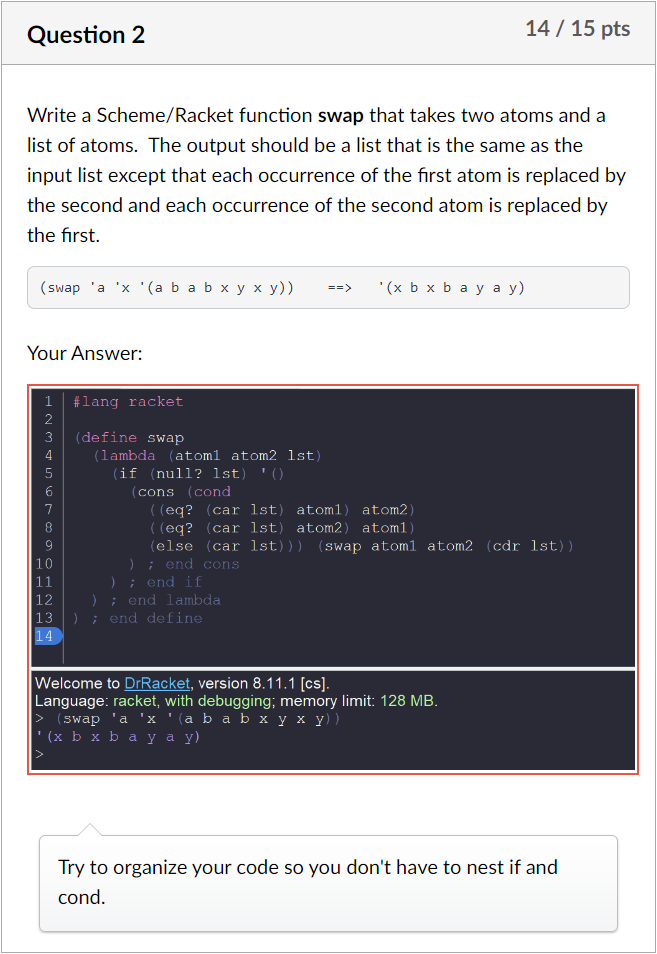 Question 2
14 / 15 pts
Write a Scheme/Racket function swap that takes two atoms and a
list of atoms.  The output should be a list that is the same as the
input list except that each occurrence of the first atom is replaced by
the second and each occurrence of the second atom is replaced by
the first.
(swap 'a 'x '(a b a b x y x y))    ==>   '(x b x b a y a y)
Your Answer:
1 #lang racket
2
3 (define swap
4   (lambda (atom1 atom2 lst)
5     (if (null? lst) '()
6       (cons (cond
7         ((eq? (car lst) atom1) atom2)
8         ((eq? (car lst) atom2) atom1)
9         (else (car lst))) (swap atom1 atom2 (cdr lst))
10       ) ; end cons
11     ) ; end if
12   ) ; end lambda
13 ) ; end define
14
Welcome to DrRacket, version 8.11.1 [cs].
Language: racket, with debugging; memory limit: 128 MB.
> (swap 'a 'x '(a b a b x y x y))
'(x b x b a y a y)
>
Try to organize your code so you don't have to nest if and
cond.